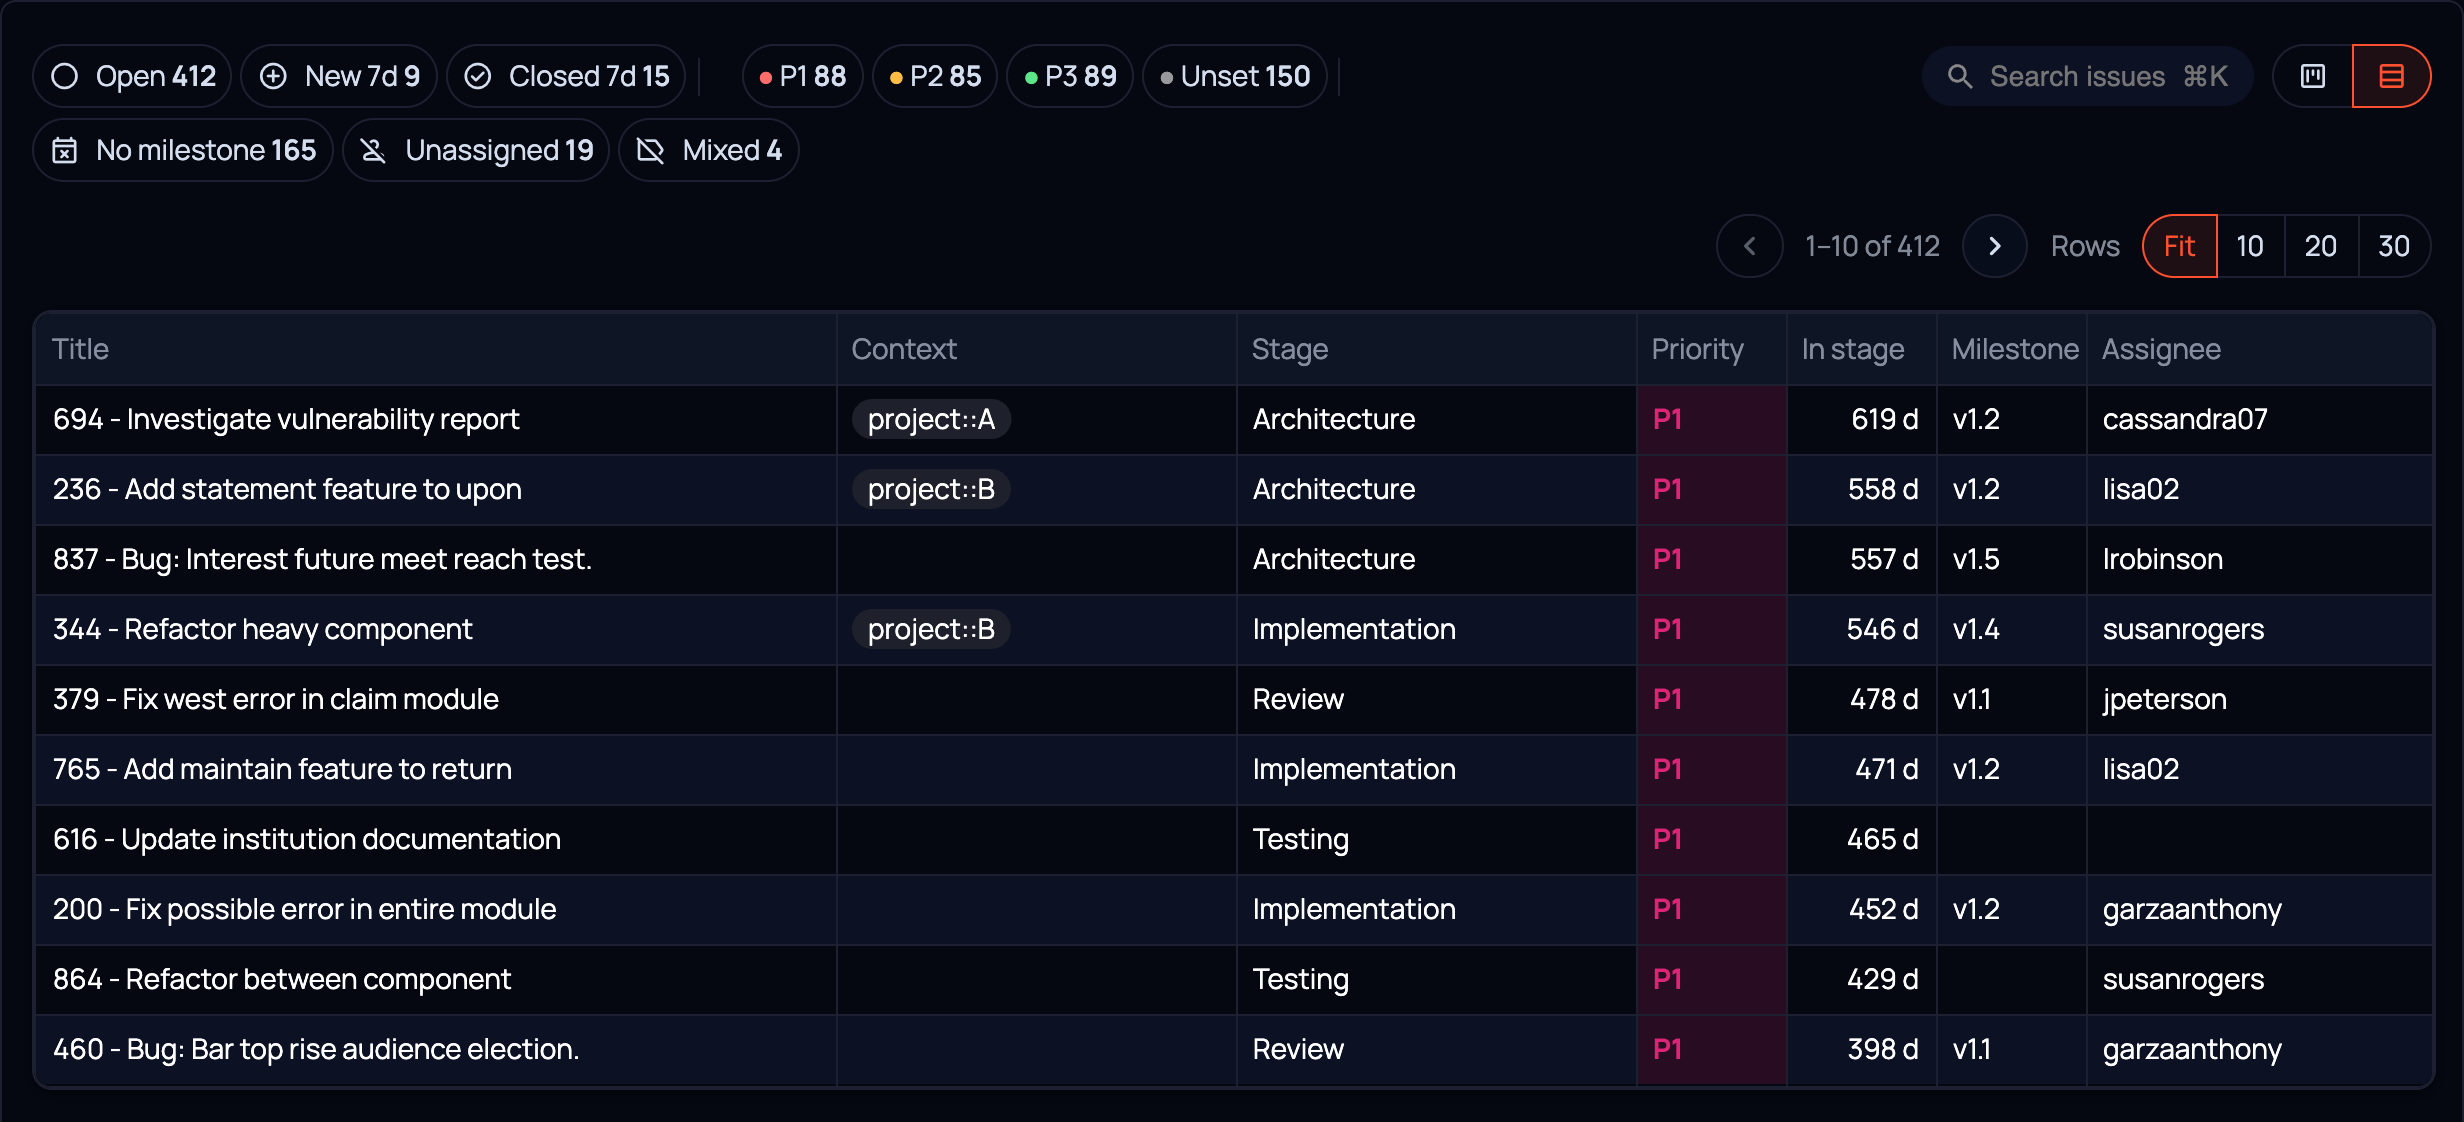 Open 412 New 7d 9 Closed 7d 15 P1 88 P2 85 P3 89 Unset 150 Search issues ⌘K
No milestone 165 Unassigned 19 Mixed 4
1–10 of 412 Rows Fit 10 20 30
Title Context Stage Priority In stage Milestone Assignee
694 - Investigate vulnerability report project::A Architecture P1 619 d v1.2 cassandra07
236 - Add statement feature to upon project::B Architecture P1 558 d v1.2 lisa02
837 - Bug: Interest future meet reach test. Architecture P1 557 d v1.5 lrobinson
344 - Refactor heavy component project::B Implementation P1 546 d v1.4 susanrogers
379 - Fix west error in claim module Review P1 478 d v1.1 jpeterson
765 - Add maintain feature to return Implementation P1 471 d v1.2 lisa02
616 - Update institution documentation Testing P1 465 d
200 - Fix possible error in entire module Implementation P1 452 d v1.2 garzaanthony
864 - Refactor between component Testing P1 429 d susanrogers
460 - Bug: Bar top rise audience election. Review P1 398 d v1.1 garzaanthony